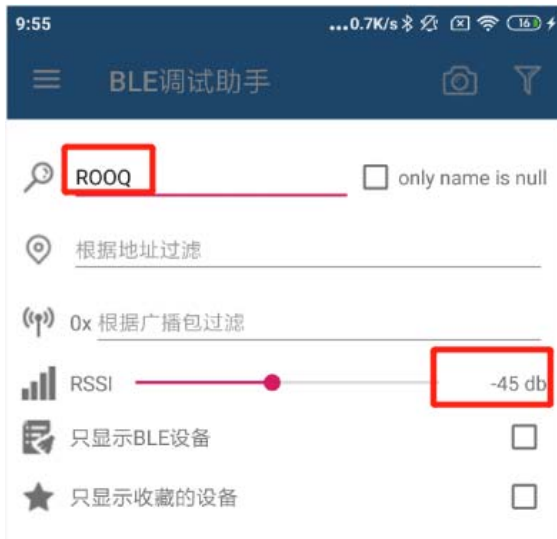 9:55 ...0.7K/s 16
BLE调试助手
ROOQ only name is null
根据地址过滤
0x 根据广播包过滤
RSSI -45 db
只显示BLE设备
只显示收藏的设备